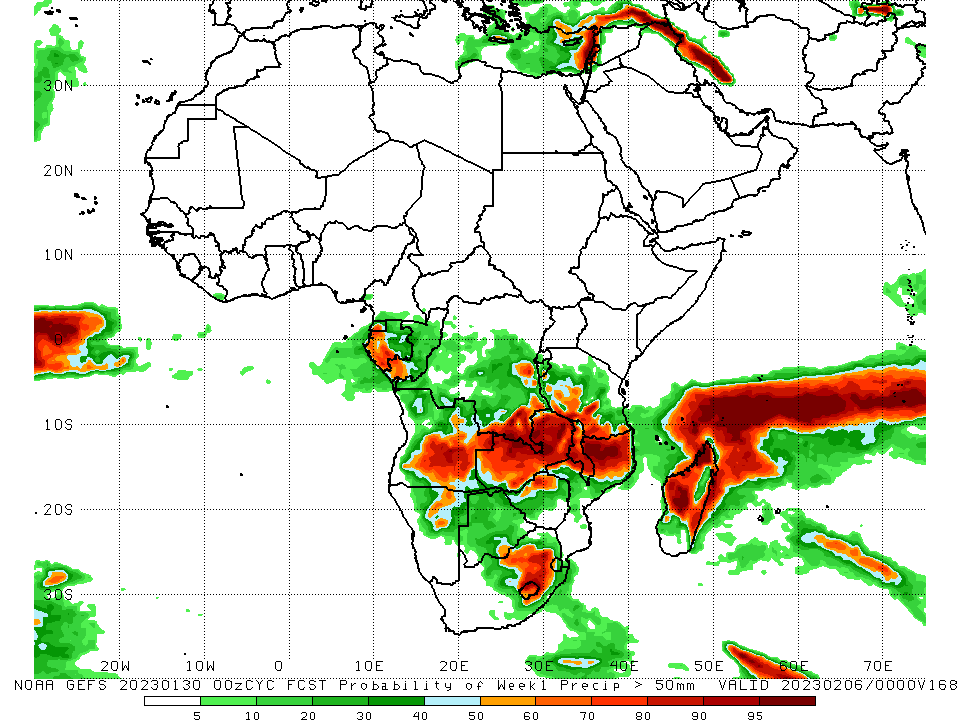 30N
20N
10N
0
10S
20S
30S
20W 10W 0 10E 20E 30E 40E 50E 60E 70E
NOAA GEFS 20230130 00zCYC FCST Probability of Week1 Precip > 50mm VALID 20230206/0000V168
5 10 20 30 40 50 60 70 80 90 95